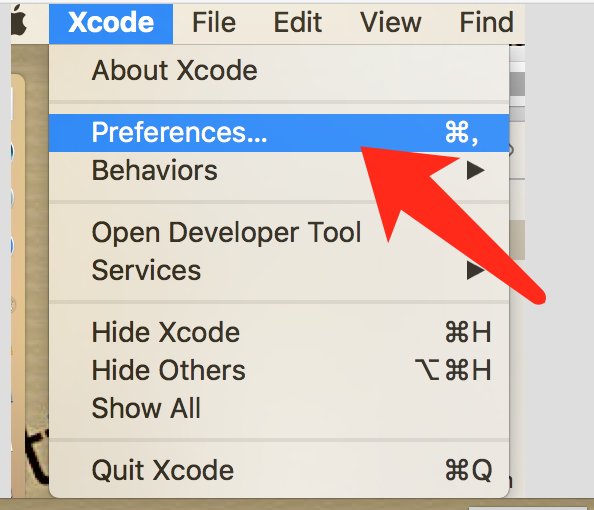 Xcode File Edit View Find
About Xcode
Preferences... ⌘,
Behaviors ▶
Open Developer Tool
Services ▶
Hide Xcode ⌘H
Hide Others ⌥⌘H
Show All
Quit Xcode ⌘Q